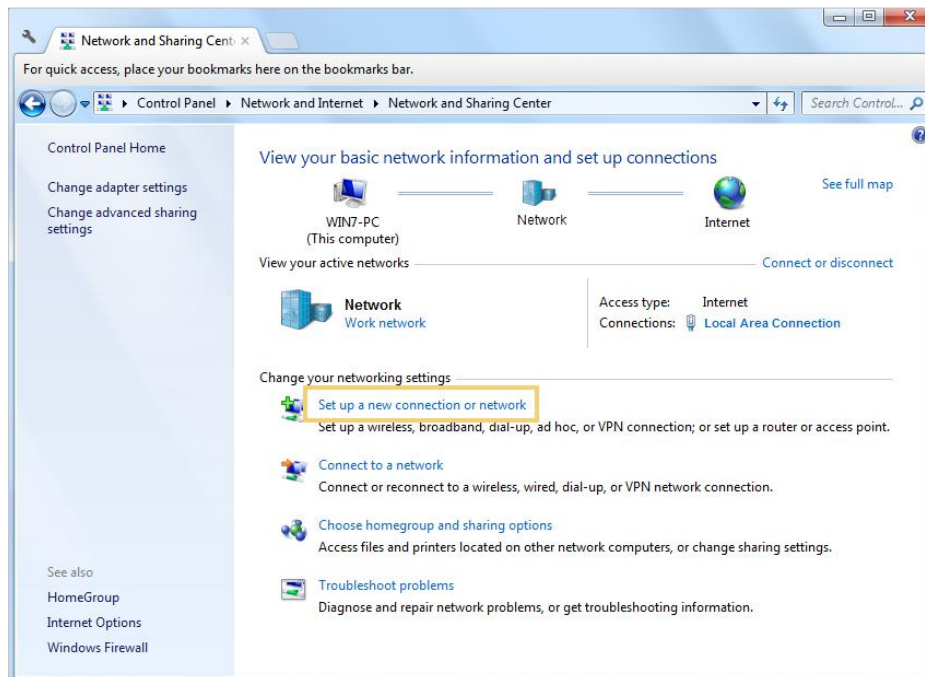 Network and Sharing Cent
For quick access, place your bookmarks here on the bookmarks bar.
Control Panel Network and Internet Network and Sharing Center
Search Control...
Control Panel Home
Change adapter settings
Change advanced sharing
settings
See also
HomeGroup
Internet Options
Windows Firewall
View your basic network information and set up connections
See full map
WIN7-PC
(This computer)
Network
Internet
View your active networks
Connect or disconnect
Network
Work network
Access type: Internet
Connections: Local Area Connection
Change your networking settings
Set up a new connection or network
Set up a wireless, broadband, dial-up, ad hoc, or VPN connection; or set up a router or access point.
Connect to a network
Connect or reconnect to a wireless, wired, dial-up, or VPN network connection.
Choose homegroup and sharing options
Access files and printers located on other network computers, or change sharing settings.
Troubleshoot problems
Diagnose and repair network problems, or get troubleshooting information.